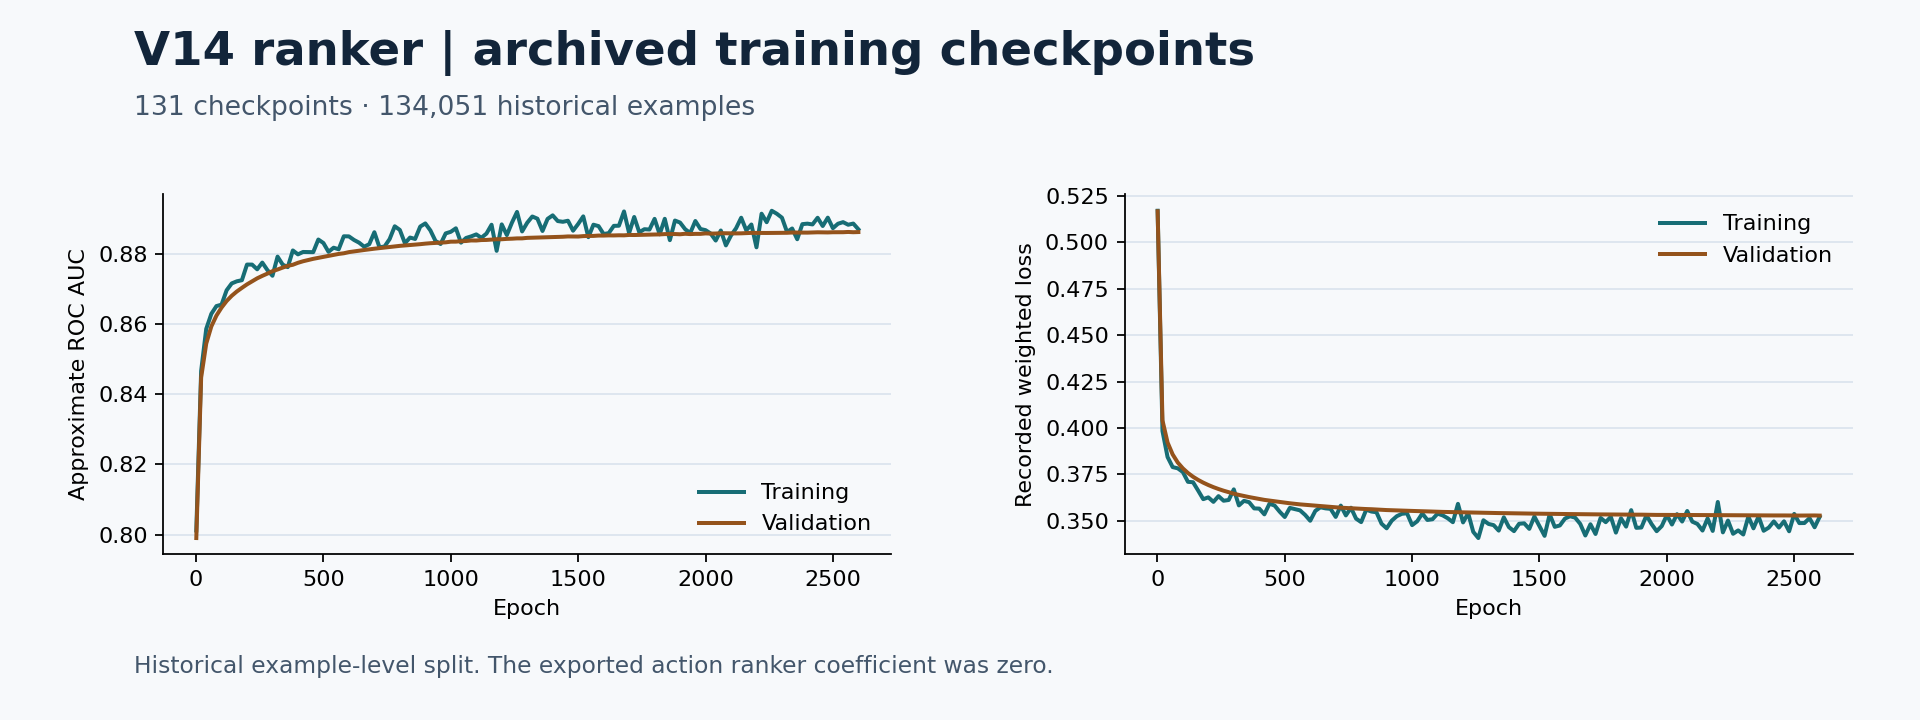 V14 ranker | archived training checkpoints
131 checkpoints · 134,051 historical examples
Approximate ROC AUC
0.88
0.86
0.84
0.82
0.80
Training
Validation
0 500 1000 1500 2000 2500
Epoch
Recorded weighted loss
0.525
0.500
0.475
0.450
0.425
0.400
0.375
0.350
Training
Validation
0 500 1000 1500 2000 2500
Epoch
Historical example-level split. The exported action ranker coefficient was zero.